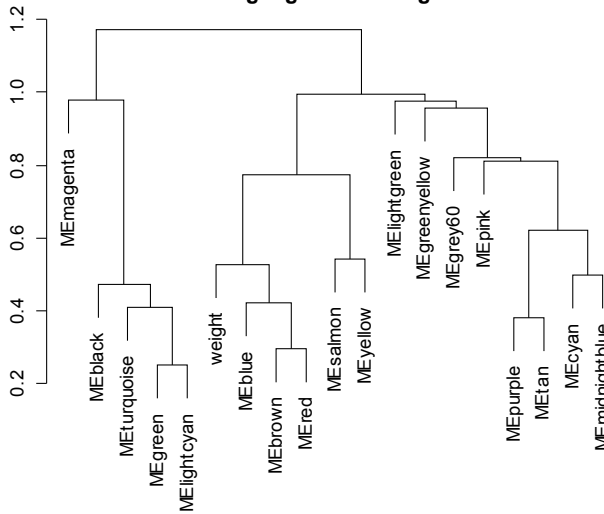 1.2
1.0
0.8
0.6
0.4
0.2
MEmagenta
MEblack
MEturquoise
MEgreen
MElightcyan
weight
MEblue
MEbrown
MEred
MEsalmon
MEyellow
MElightgreen
MEgreenyellow
MEgrey60
MEpink
MEpurple
MEtan
MEcyan
MEmidnightblue